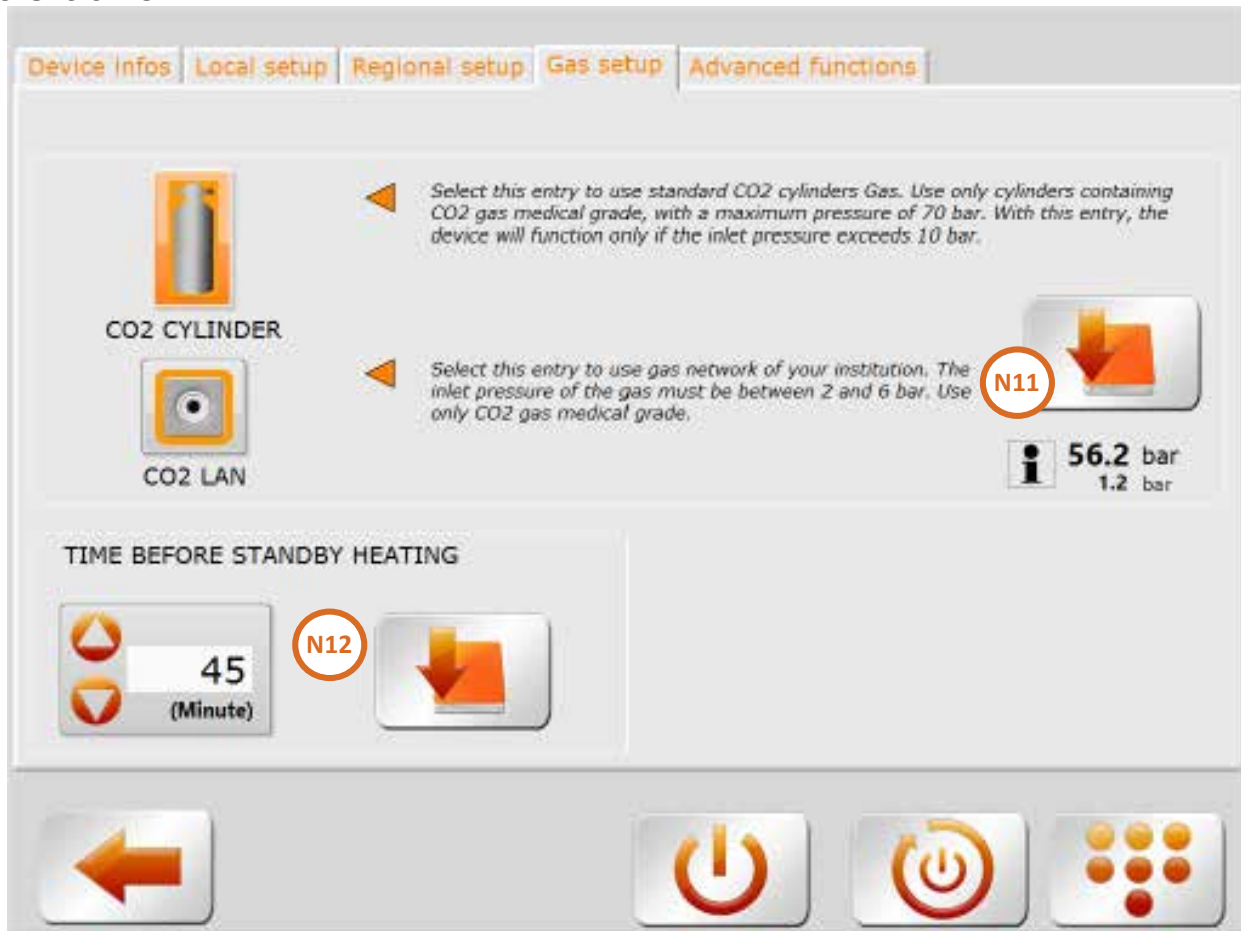 Device infos Local setup Regional setup Gas setup Advanced functions
Select this entry to use standard CO2 cylinders Gas. Use only cylinders containing
CO2 gas medical grade, with a maximum pressure of 70 bar. With this entry, the
device will function only if the inlet pressure exceeds 10 bar.
CO2 CYLINDER
Select this entry to use gas network of your institution. The
inlet pressure of the gas must be between 2 and 6 bar. Use
only CO2 gas medical grade.
N11
CO2 LAN
56.2 bar
1.2 bar
TIME BEFORE STANDBY HEATING
N12
45
(Minute)